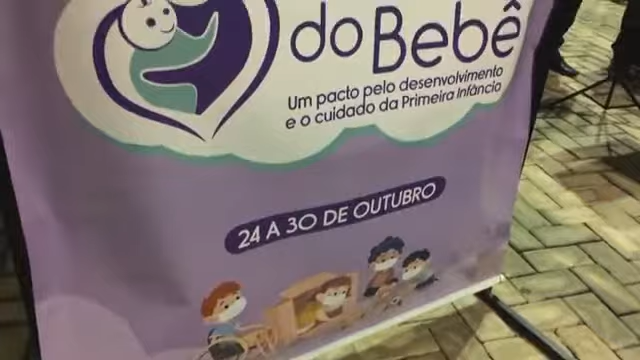 do Bebê
Um pacto pelo desenvolvimento
e o cuidado da Primeira Infância
24 A 30 DE OUTUBRO